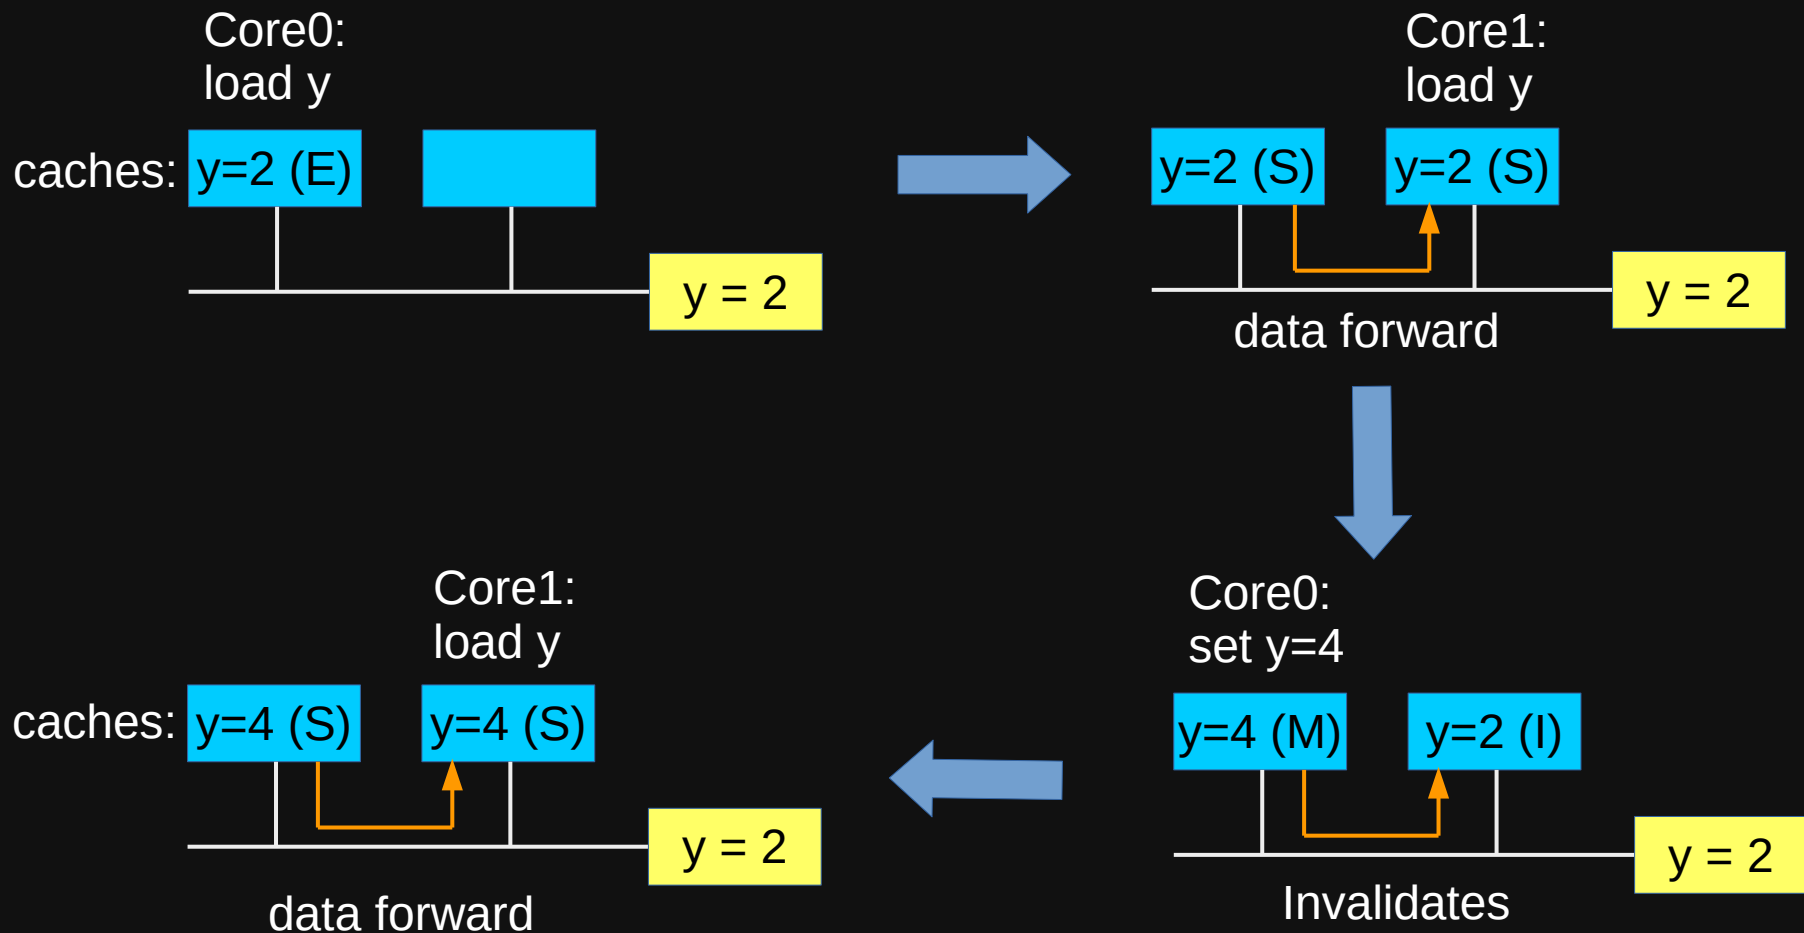 Core0:
load y
caches:
y=2 (E)
y = 2
Core1:
load y
y=2 (S)
y=2 (S)
y = 2
data forward
Core0:
set y=4
y=4 (M)
y=2 (I)
y = 2
Invalidates
Core1:
load y
caches:
y=4 (S)
y=4 (S)
y = 2
data forward